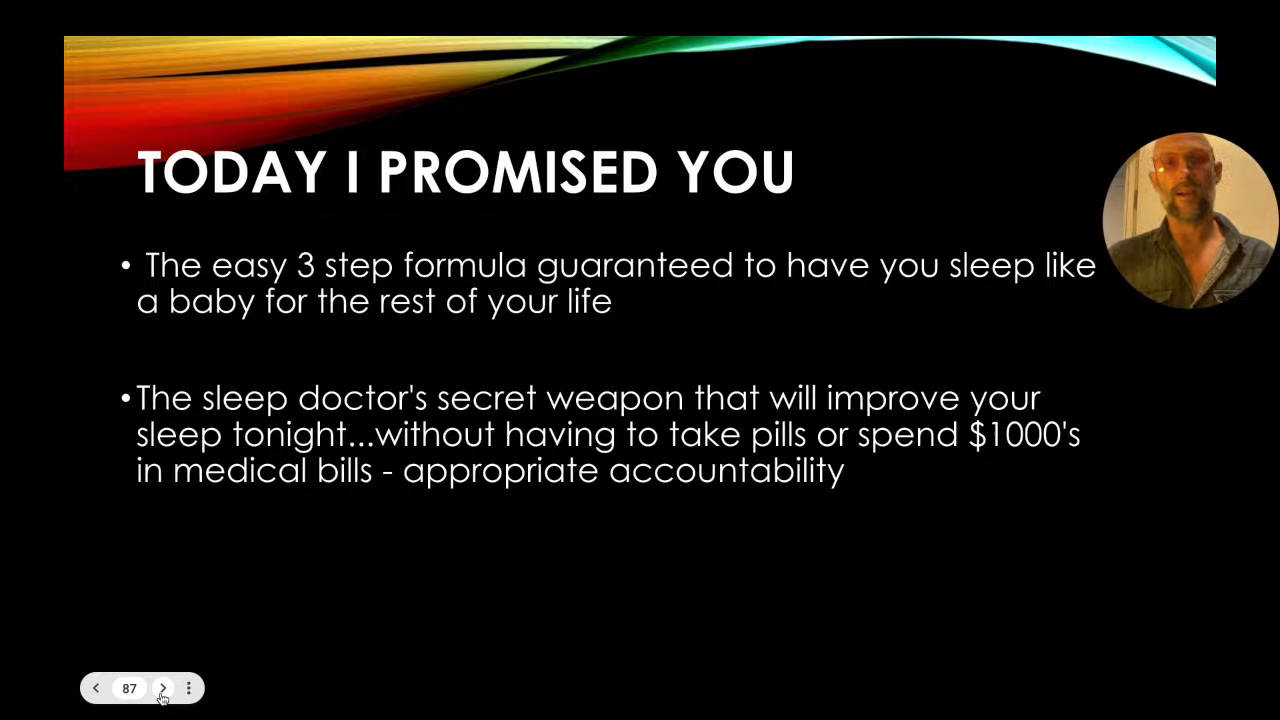 TODAY I PROMISED YOU
• The easy 3 step formula guaranteed to have you sleep like
a baby for the rest of your life
•The sleep doctor's secret weapon that will improve your
sleep tonight...without having to take pills or spend $1000's
in medical bills - appropriate accountability
87